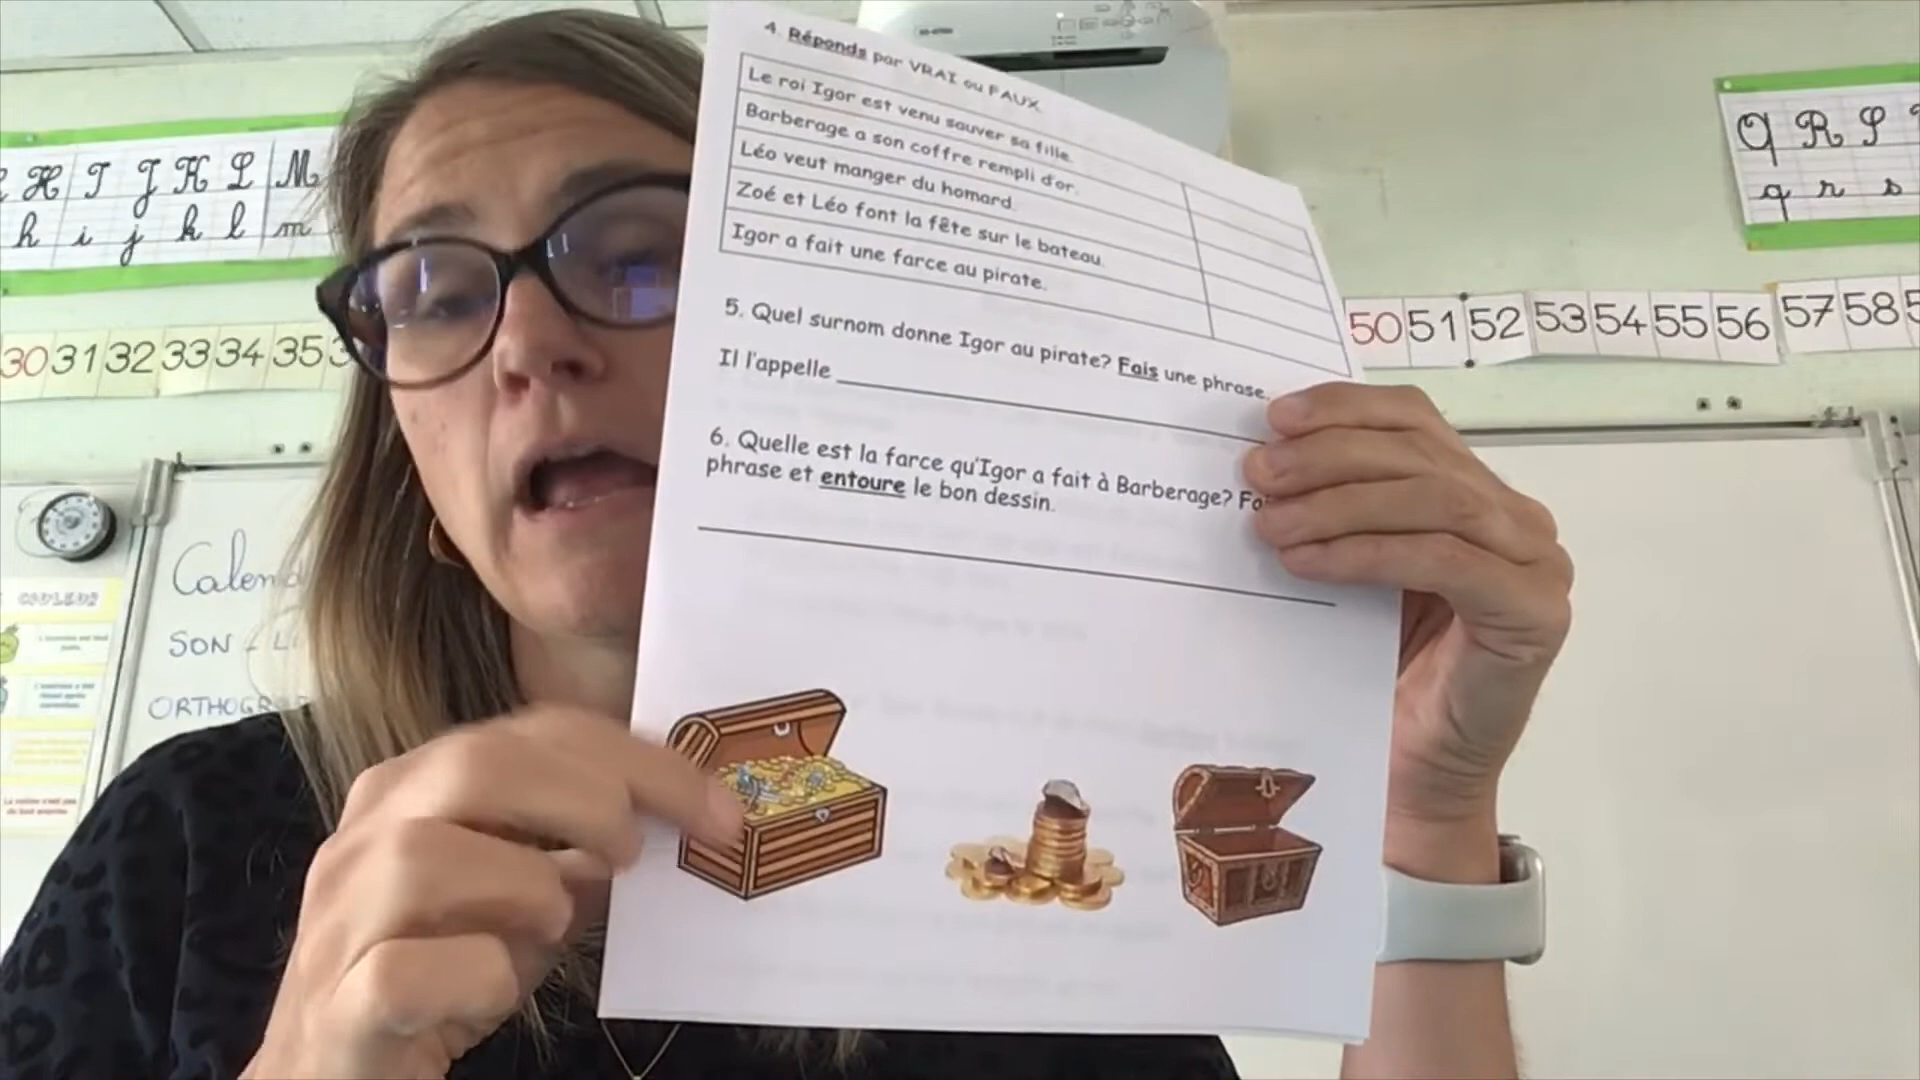 4. Réponds par VRAI ou FAUX.
Le roi Igor est venu sauver sa fille.
Barberage a son coffre rempli d'or.
Léo veut manger du homard.
Zoé et Léo font la fête sur le bateau.
Igor a fait une farce au pirate.
5. Quel surnom donne Igor au pirate? Fais une phrase.
Il l'appelle
6. Quelle est la farce qu'Igor a fait à Barberage?
phrase et entoure le bon dessin.
H I J K L M
h i j k l m
Q R S
q r s
30 31 32 33 34 35
50 51 52 53 54 55 56 57 58
SON